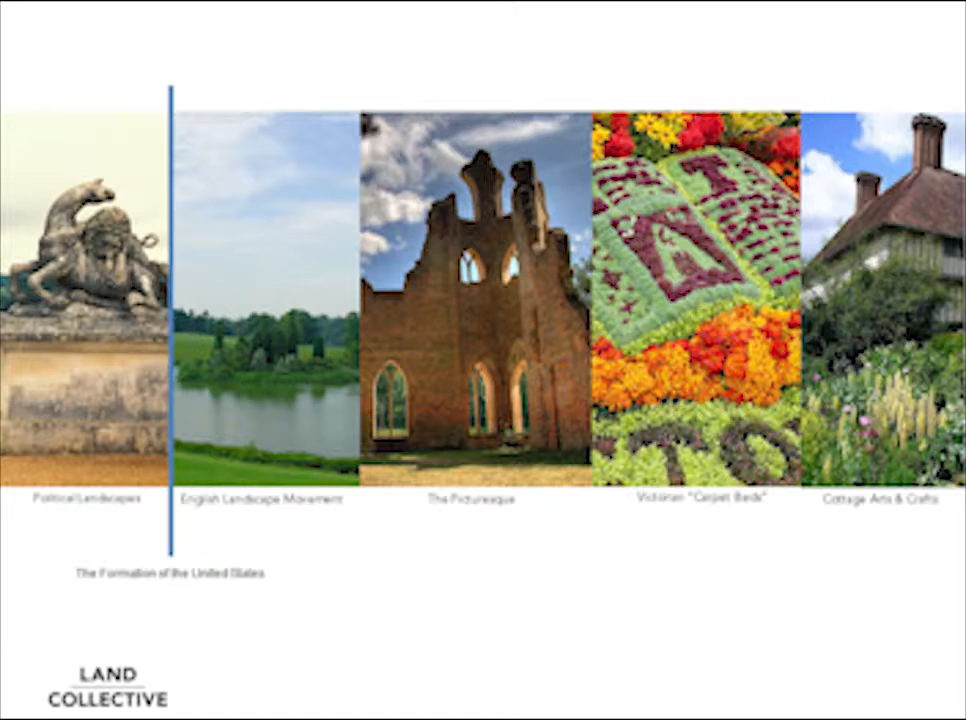 Political Landscapes
English Landscape Movement
The Picturesque
Victorian "Carpet Beds"
Cottage Arts & Crafts
The Formation of the United States
LAND
COLLECTIVE